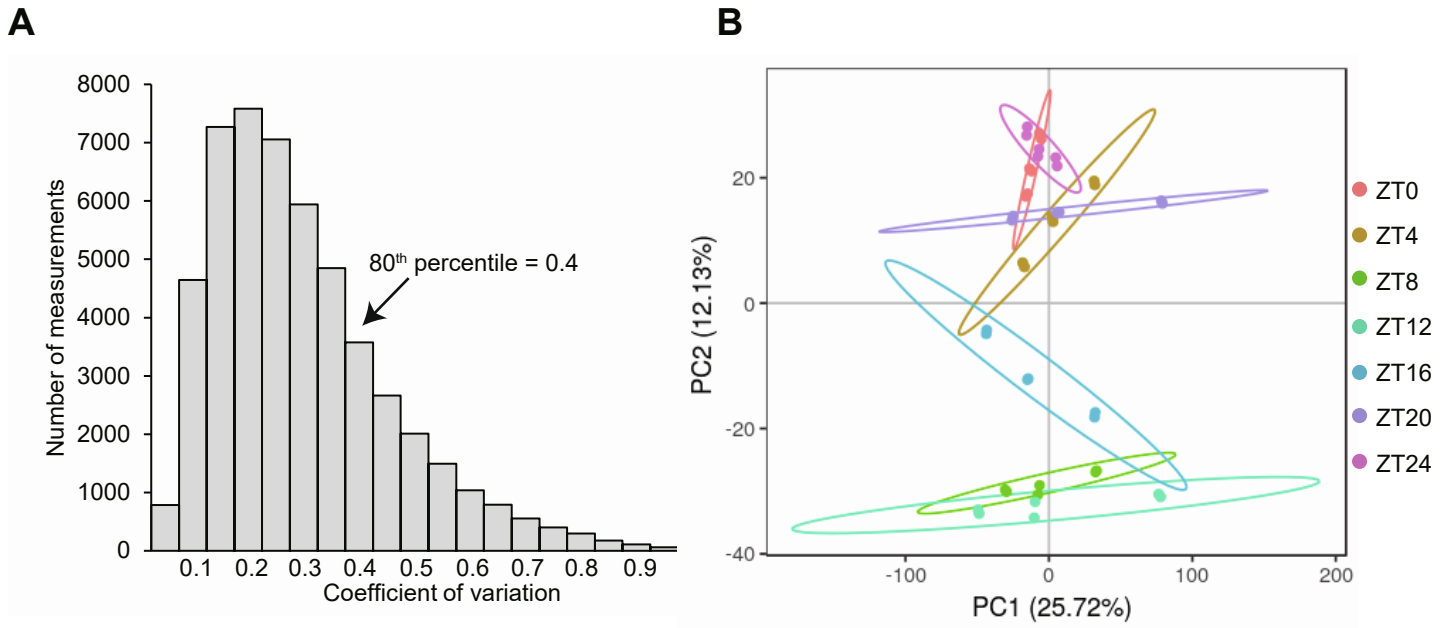 A
B
8000
7000
6000
5000
4000
3000
2000
1000
0
Number of measurements
80th percentile = 0.4
0.1 0.2 0.3 0.4 0.5 0.6 0.7 0.8 0.9
Coefficient of variation
20
0
-20
-40
PC2 (12.13%)
-100 0 100 200
PC1 (25.72%)
ZT0
ZT4
ZT8
ZT12
ZT16
ZT20
ZT24